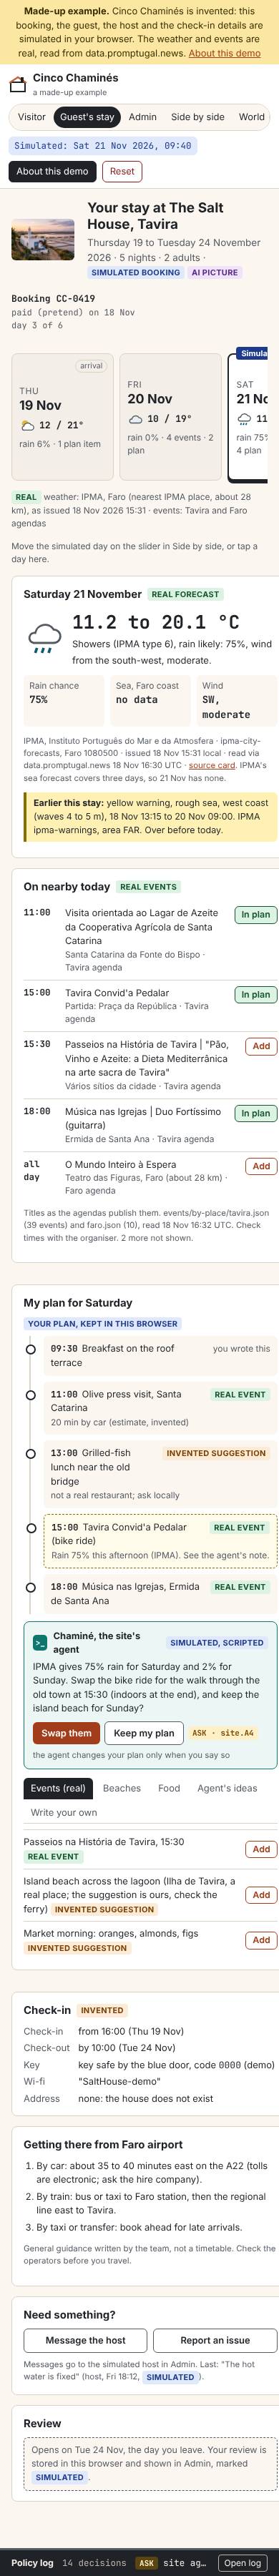 Made-up example. Cinco Chaminés is invented: this
booking, the guest, the host and the check-in details are
simulated in your browser. The weather and events are
real, read from data.promptugal.news. About this demo
Cinco Chaminés
a made-up example
Visitor Guest's stay Admin Side by side World
Simulated: Sat 21 Nov 2026, 09:40
About this demo Reset
Your stay at The Salt
House, Tavira
Thursday 19 to Tuesday 24 November
2026 · 5 nights · 2 adults ·
SIMULATED BOOKING AI PICTURE
Booking CC-0419
paid (pretend) on 18 Nov
day 3 of 6
Simula
arrival
THU
19 Nov
12 / 21°
rain 6% · 1 plan item
FRI
20 Nov
10 / 19°
rain 0% · 4 events · 2
plan
SAT
21 No
11
rain 75%
4 plan
REAL weather: IPMA, Faro (nearest IPMA place, about 28
km), as issued 18 Nov 2026 15:31 · events: Tavira and Faro
agendas
Move the simulated day on the slider in Side by side, or tap a
day here.
Saturday 21 November REAL FORECAST
11.2 to 20.1 °C
Showers (IPMA type 6), rain likely: 75%, wind
from the south-west, moderate.
Rain chance
75%
Sea, Faro coast
no data
Wind
SW,
moderate
IPMA, Instituto Português do Mar e da Atmosfera · ipma-city-
forecasts, Faro 1080500 · issued 18 Nov 15:31 local · read via
data.promptugal.news 18 Nov 16:30 UTC · source card. IPMA's
sea forecast covers three days, so 21 Nov has none.
Earlier this stay: yellow warning, rough sea, west coast
(waves 4 to 5 m), 18 Nov 13:15 to 20 Nov 09:00. IPMA
ipma-warnings, area FAR. Over before today.
On nearby today REAL EVENTS
11:00 Visita orientada ao Lagar de Azeite In plan
da Cooperativa Agrícola de Santa
Catarina
Santa Catarina da Fonte do Bispo ·
Tavira agenda
15:00 Tavira Convid'a Pedalar In plan
Partida: Praça da República · Tavira
agenda
15:30 Passeios na História de Tavira | "Pão, Add
Vinho e Azeite: a Dieta Mediterrânica
na arte sacra de Tavira"
Vários sítios da cidade · Tavira agenda
18:00 Música nas Igrejas | Duo Fortíssimo In plan
(guitarra)
Ermida de Santa Ana · Tavira agenda
all O Mundo Inteiro à Espera Add
day Teatro das Figuras, Faro (about 28 km) ·
Faro agenda
Titles as the agendas publish them. events/by-place/tavira.json
(39 events) and faro.json (10), read 18 Nov 16:32 UTC. Check
times with the organiser. 2 more not shown.
My plan for Saturday
YOUR PLAN, KEPT IN THIS BROWSER
09:30 Breakfast on the roof you wrote this
terrace
11:00 Olive press visit, Santa REAL EVENT
Catarina
20 min by car (estimate, invented)
13:00 Grilled-fish INVENTED SUGGESTION
lunch near the old
bridge
not a real restaurant; ask locally
15:00 Tavira Convid'a Pedalar REAL EVENT
(bike ride)
Rain 75% this afternoon (IPMA). See the agent's note.
18:00 Música nas Igrejas, Ermida REAL EVENT
de Santa Ana
>_ Chaminé, the site's SIMULATED, SCRIPTED
agent
IPMA gives 75% rain for Saturday and 2% for
Sunday. Swap the bike ride for the walk through the
old town at 15:30 (indoors at the end), and keep the
island beach for Sunday?
Swap them Keep my plan ASK · site.A4
the agent changes your plan only when you say so
Events (real) Beaches Food Agent's ideas
Write your own
Passeios na História de Tavira, 15:30 Add
REAL EVENT
Island beach across the lagoon (Ilha de Tavira, a Add
real place; the suggestion is ours, check the
ferry) INVENTED SUGGESTION
Market morning: oranges, almonds, figs Add
INVENTED SUGGESTION
Check-in INVENTED
Check-in from 16:00 (Thu 19 Nov)
Check-out by 10:00 (Tue 24 Nov)
Key key safe by the blue door, code 0000 (demo)
Wi-fi "SaltHouse-demo"
Address none: the house does not exist
Getting there from Faro airport
1. By car: about 35 to 40 minutes east on the A22 (tolls
are electronic; ask the hire company).
2. By train: bus or taxi to Faro station, then the regional
line east to Tavira.
3. By taxi or transfer: book ahead for late arrivals.
General guidance written by the team, not a timetable. Check the
operators before you travel.
Need something?
Message the host Report an issue
Messages go to the simulated host in Admin. Last: "The hot
water is fixed" (host, Fri 18:12, SIMULATED ).
Review
Opens on Tue 24 Nov, the day you leave. Your review is
stored in this browser and shown in Admin, marked
SIMULATED .
Policy log 14 decisions ASK site ag… Open log